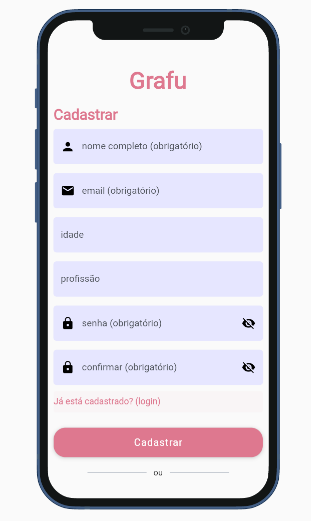 Grafu
Cadastrar
nome completo (obrigatório)
email (obrigatório)
idade
profissão
senha (obrigatório)
confirmar (obrigatório)
Já está cadastrado? (login)
Cadastrar
ou